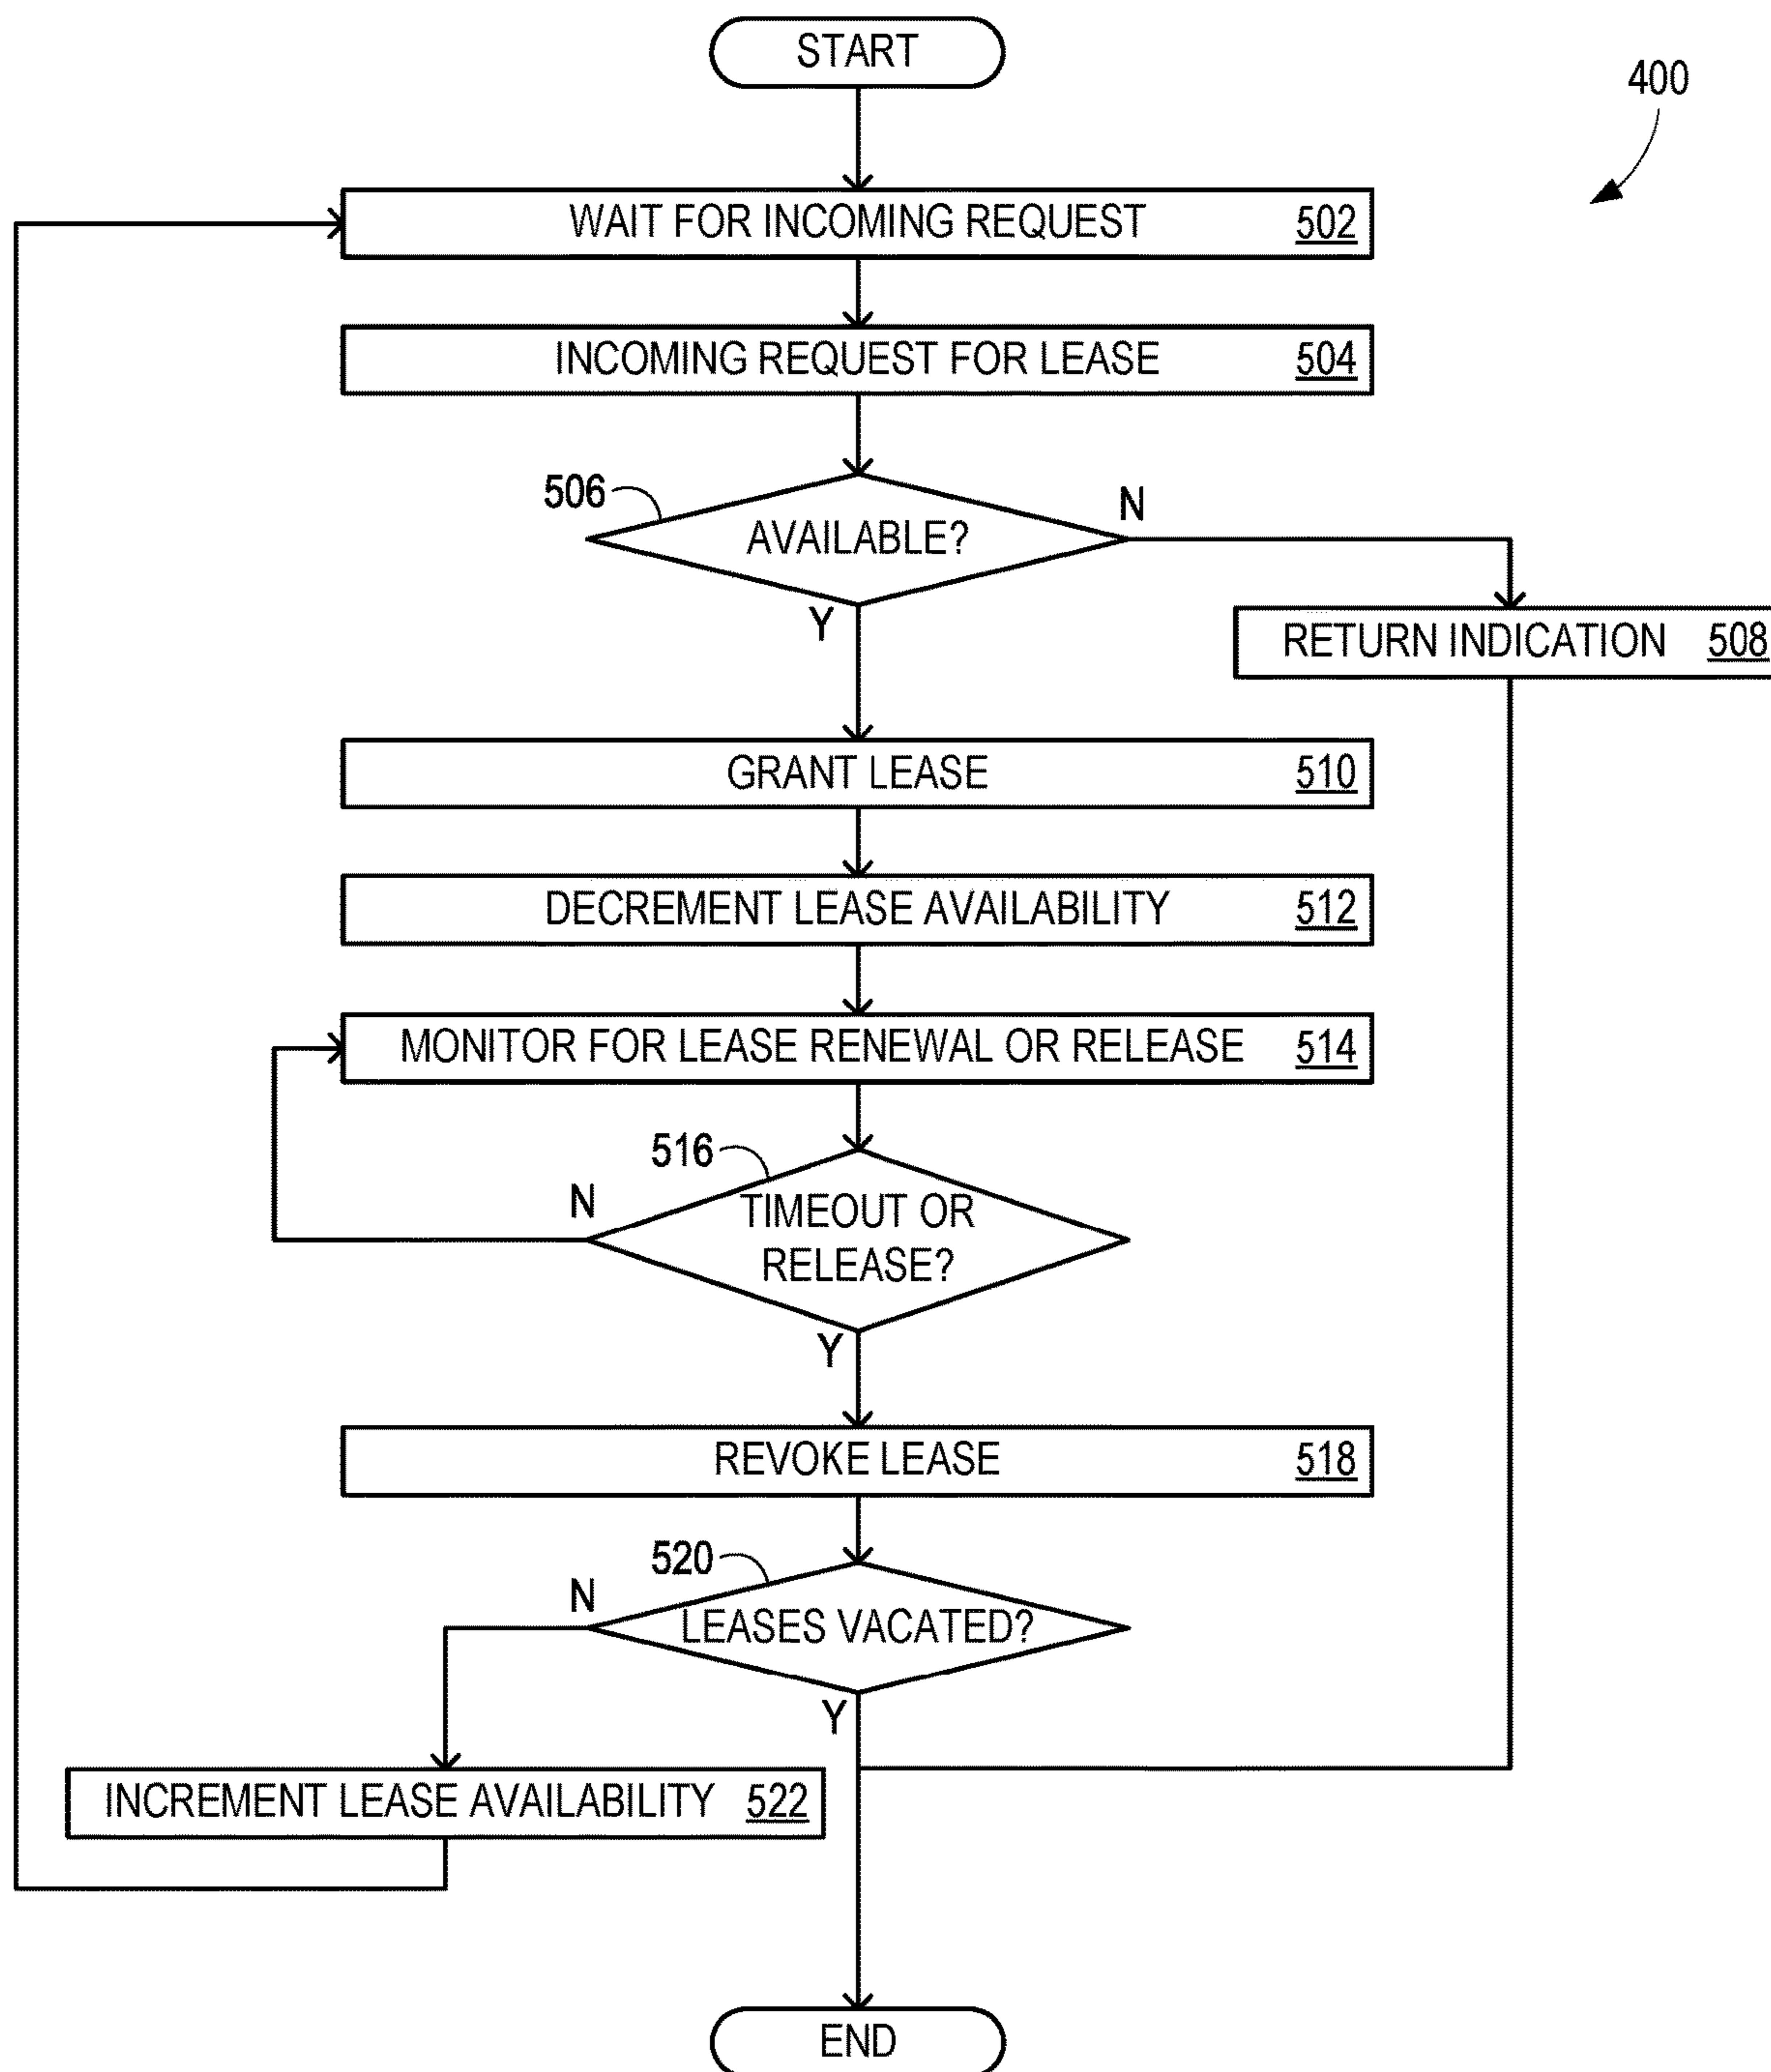 START
400
WAIT FOR INCOMING REQUEST 502
INCOMING REQUEST FOR LEASE 504
506
AVAILABLE?
N
Y
RETURN INDICATION 508
GRANT LEASE 510
DECREMENT LEASE AVAILABILITY 512
MONITOR FOR LEASE RENEWAL OR RELEASE 514
516
N
TIMEOUT OR
RELEASE?
Y
REVOKE LEASE 518
520
N
LEASES VACATED?
Y
INCREMENT LEASE AVAILABILITY 522
END